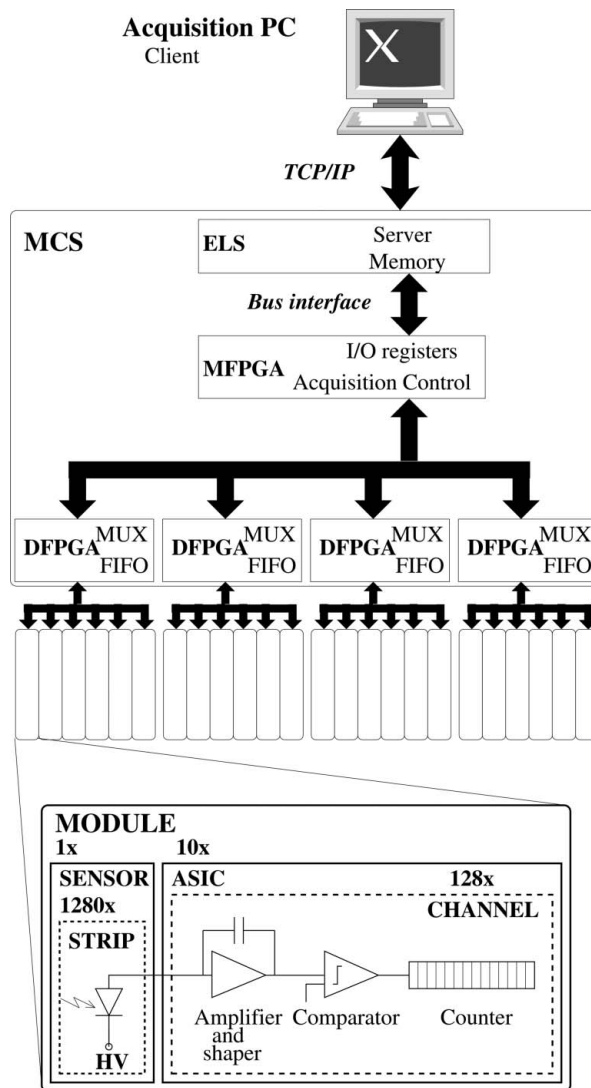 Acquisition PC
Client
X
TCP/IP
MCS
ELS Server
Memory
Bus interface
I/O registers
MFPGA Acquisition Control
DFPGA MUX FIFO
DFPGA MUX FIFO
DFPGA MUX FIFO
DFPGA MUX FIFO
MODULE
1x 10x
SENSOR ASIC 128x
1280x CHANNEL
STRIP
Amplifier Comparator Counter
and
shaper
HV